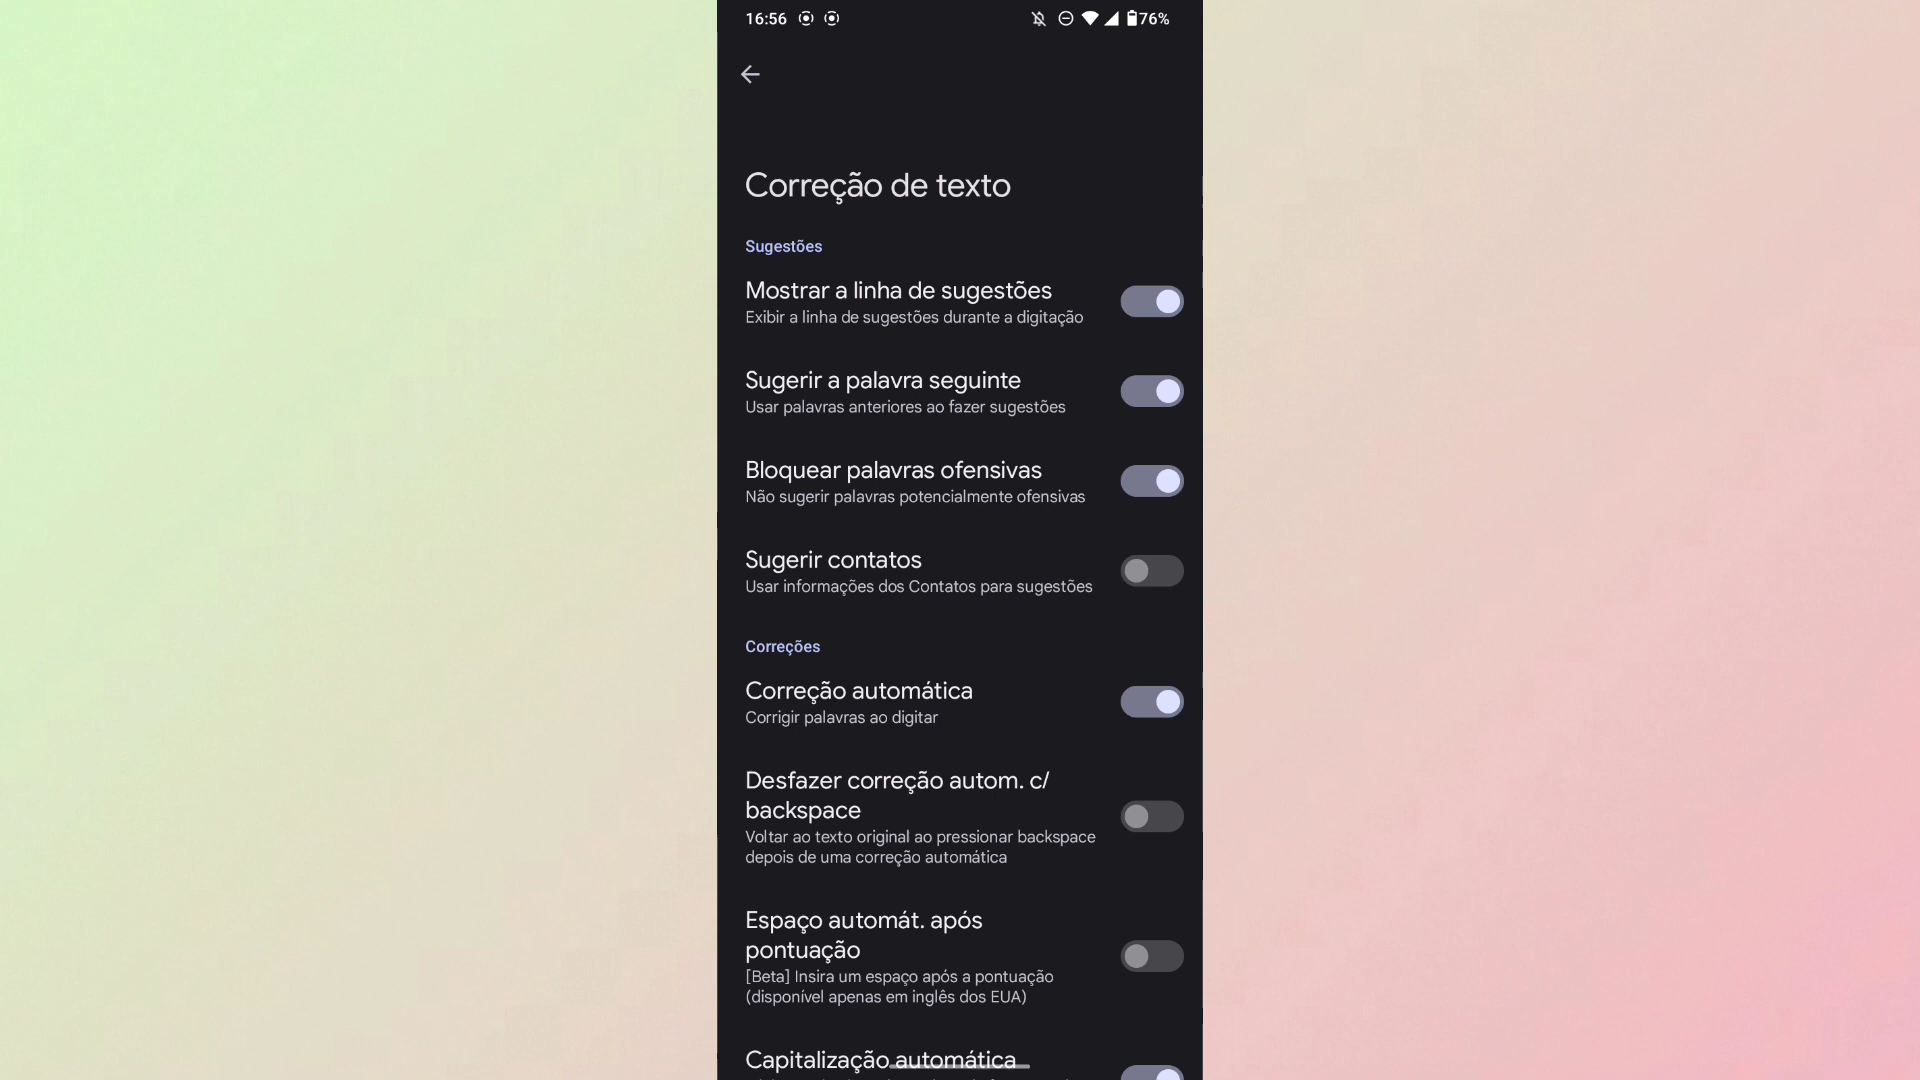 16:56
76%
Correção de texto
Sugestões
Mostrar a linha de sugestões
Exibir a linha de sugestões durante a digitação
Sugerir a palavra seguinte
Usar palavras anteriores ao fazer sugestões
Bloquear palavras ofensivas
Não sugerir palavras potencialmente ofensivas
Sugerir contatos
Usar informações dos Contatos para sugestões
Correções
Correção automática
Corrigir palavras ao digitar
Desfazer correção autom. c/
backspace
Voltar ao texto original ao pressionar backspace
depois de uma correção automática
Espaço automát. após
pontuação
[Beta] Insira um espaço após a pontuação
(disponível apenas em inglês dos EUA)
Capitalização automática